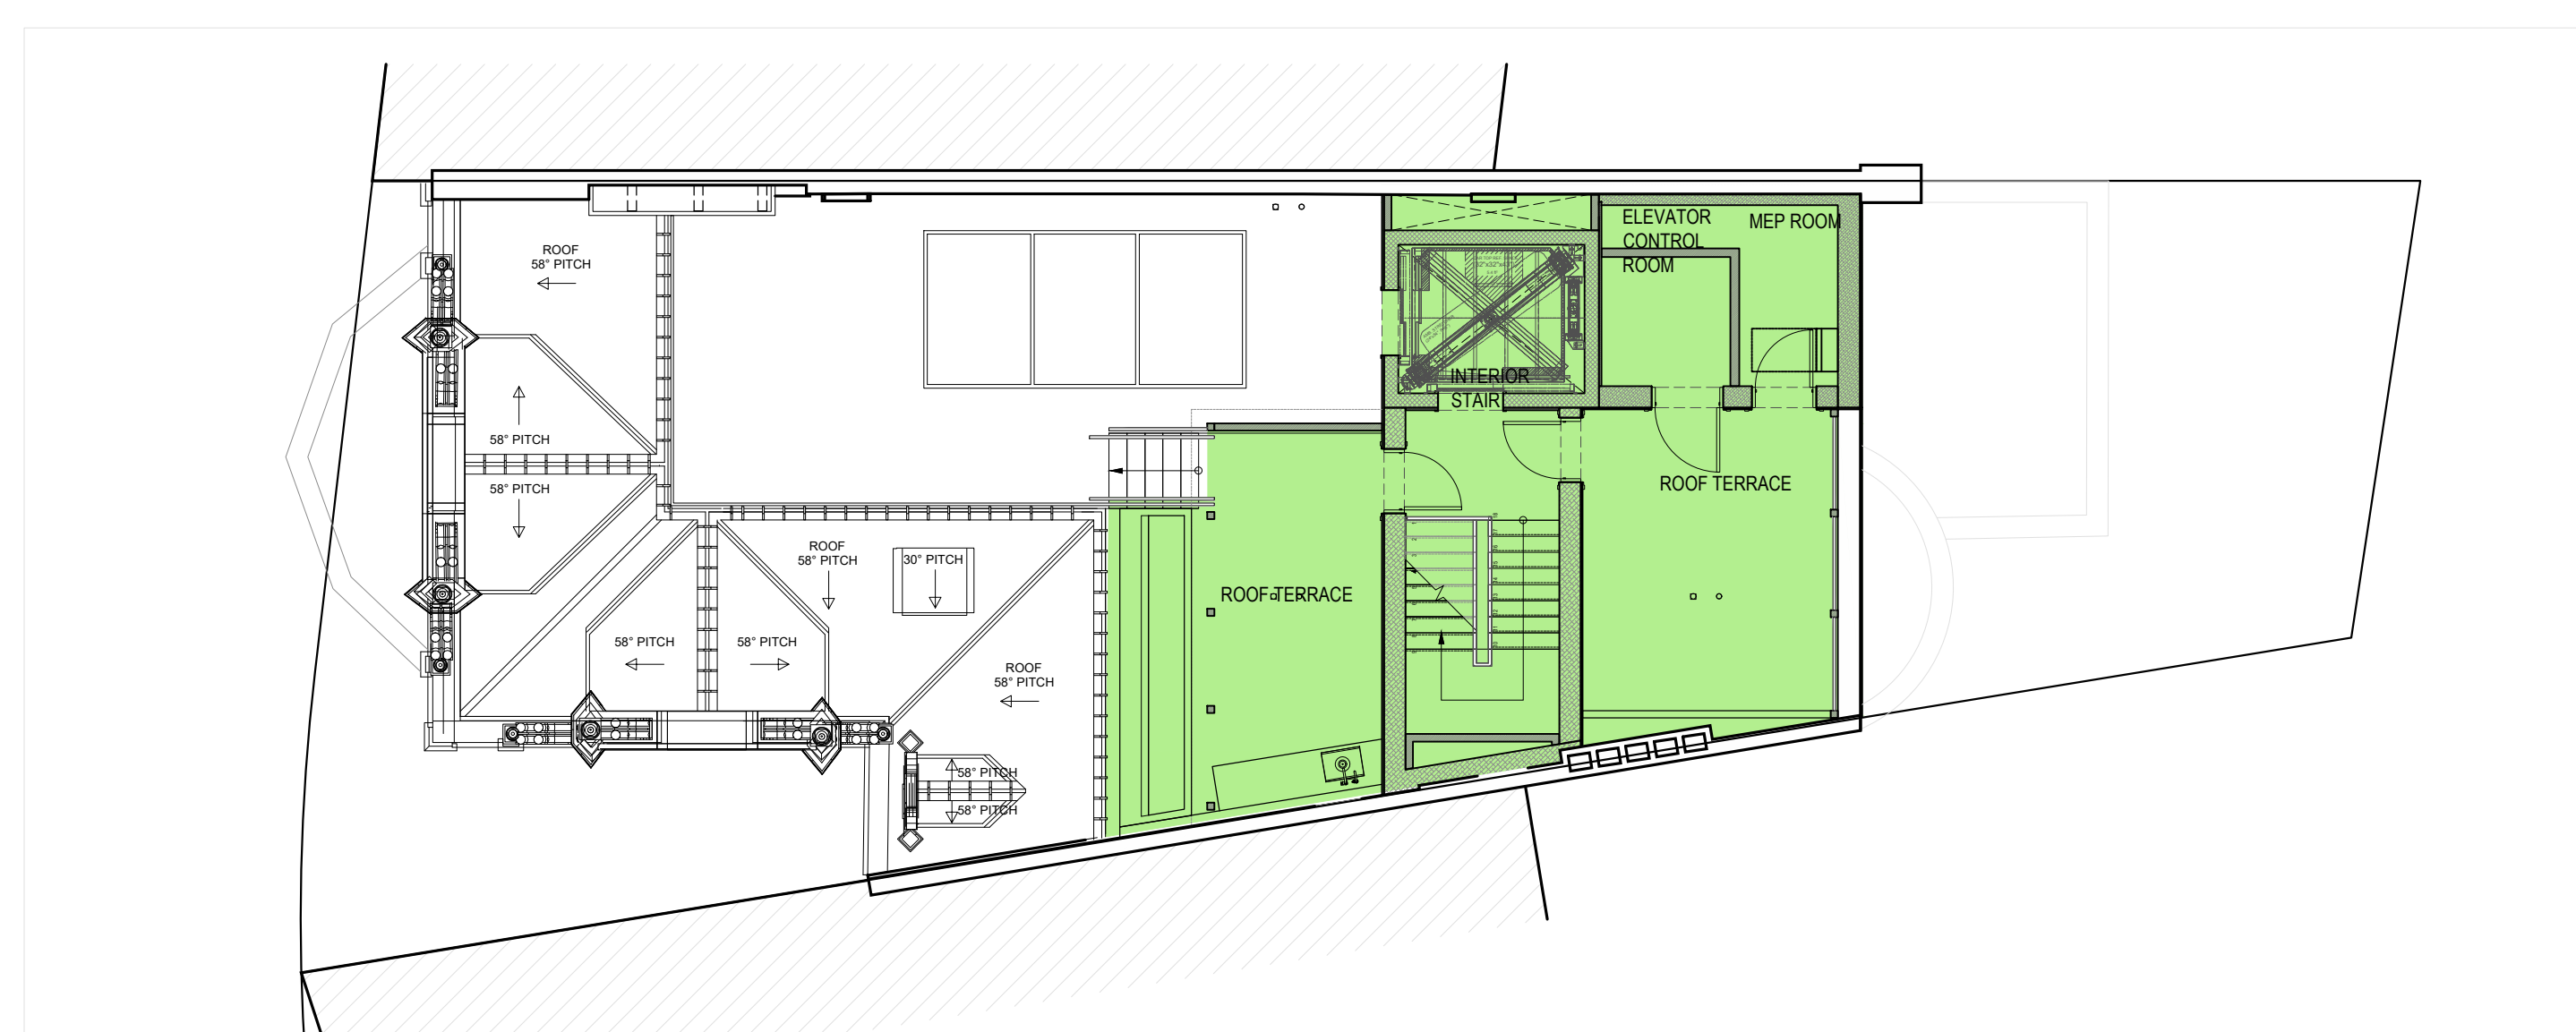 ELEVATOR
CONTROL
ROOM
MEP ROOM
ROOF
58° PITCH
INTERIOR
STAIR
58° PITCH
58° PITCH
ROOF TERRACE
ROOF
58° PITCH
30° PITCH
ROOF TERRACE
58° PITCH
58° PITCH
ROOF
58° PITCH
58° PITCH
58° PITCH